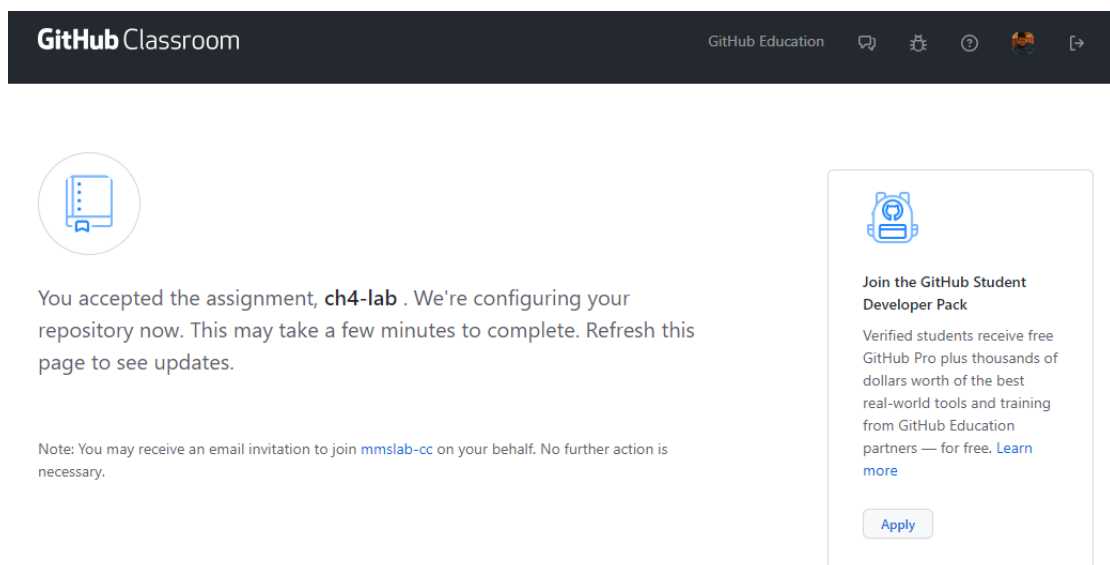 GitHub Classroom
GitHub Education
You accepted the assignment, ch4-lab . We're configuring your
repository now. This may take a few minutes to complete. Refresh this
page to see updates.
Note: You may receive an email invitation to join mmslab-cc on your behalf. No further action is
necessary.
Join the GitHub Student
Developer Pack
Verified students receive free
GitHub Pro plus thousands of
dollars worth of the best
real-world tools and training
from GitHub Education
partners — for free. Learn
more
Apply